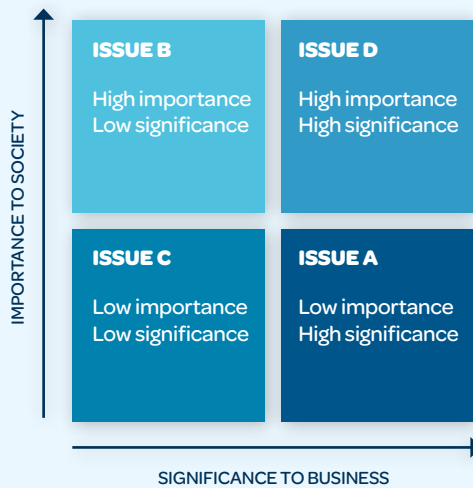 IMPORTANCE TO SOCIETY
ISSUE B
High importance
Low significance
ISSUE D
High importance
High significance
ISSUE C
Low importance
Low significance
ISSUE A
Low importance
High significance
SIGNIFICANCE TO BUSINESS